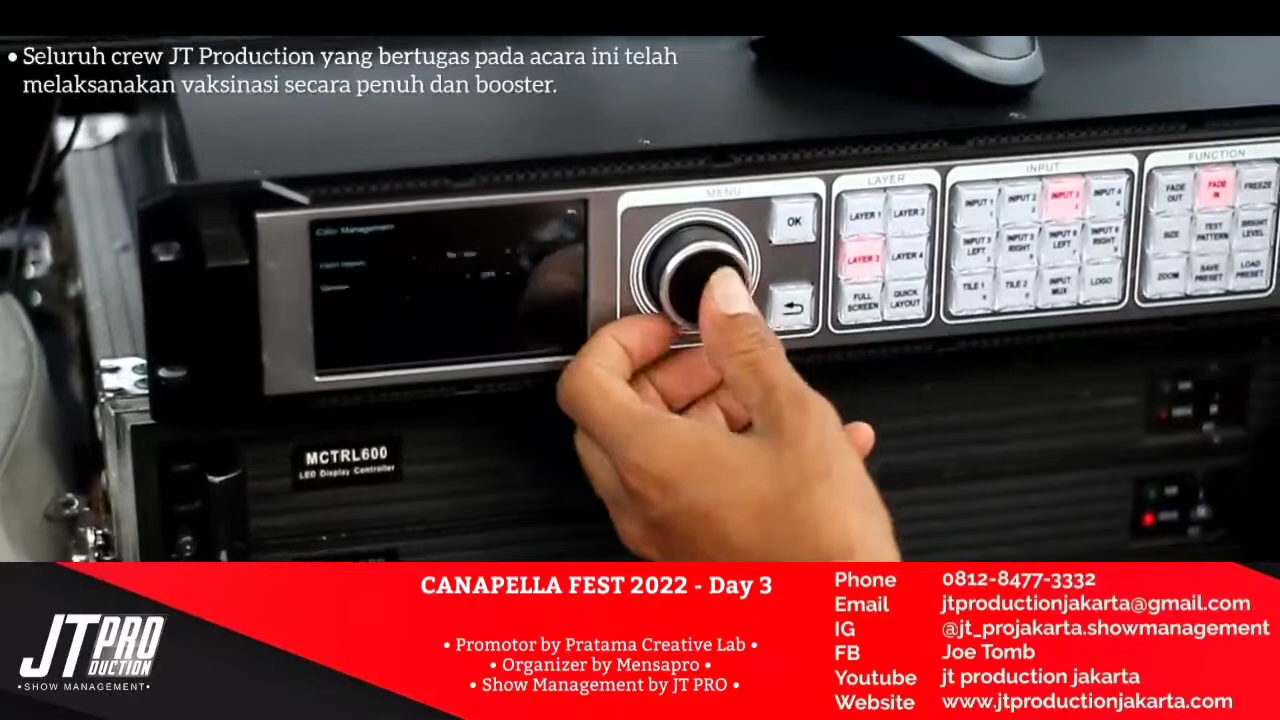 • Seluruh crew JT Production yang bertugas pada acara ini telah
melaksanakan vaksinasi secara penuh dan booster.
Color Management
MENU
OK
LAYER
LAYER 1
LAYER 2
LAYER 3
LAYER 4
FULL SCREEN
QUICK LAYOUT
INPUT
INPUT 1
INPUT 2
INPUT 3
INPUT 4
INPUT 5 LEFT
INPUT 5 RIGHT
INPUT 6 LEFT
INPUT 6 RIGHT
TILE 1
TILE 2
INPUT MUX
LOGO
FUNCTION
FADE OUT
FADE IN
FREEZE
SIZE
TEST PATTERN
BRIGHT LEVEL
ZOOM
SAVE PRESET
LOAD PRESET
MCTRL600
LED Display Controller
JT PRO
DUCTION
• SHOW MANAGEMENT •
CANAPELLA FEST 2022 - Day 3
• Promotor by Pratama Creative Lab •
• Organizer by Mensapro •
• Show Management by JT PRO •
Phone 0812-8477-3332
Email jtproductionjakarta@gmail.com
IG @jt_projakarta.showmanagement
FB Joe Tomb
Youtube jt production jakarta
Website www.jtproductionjakarta.com